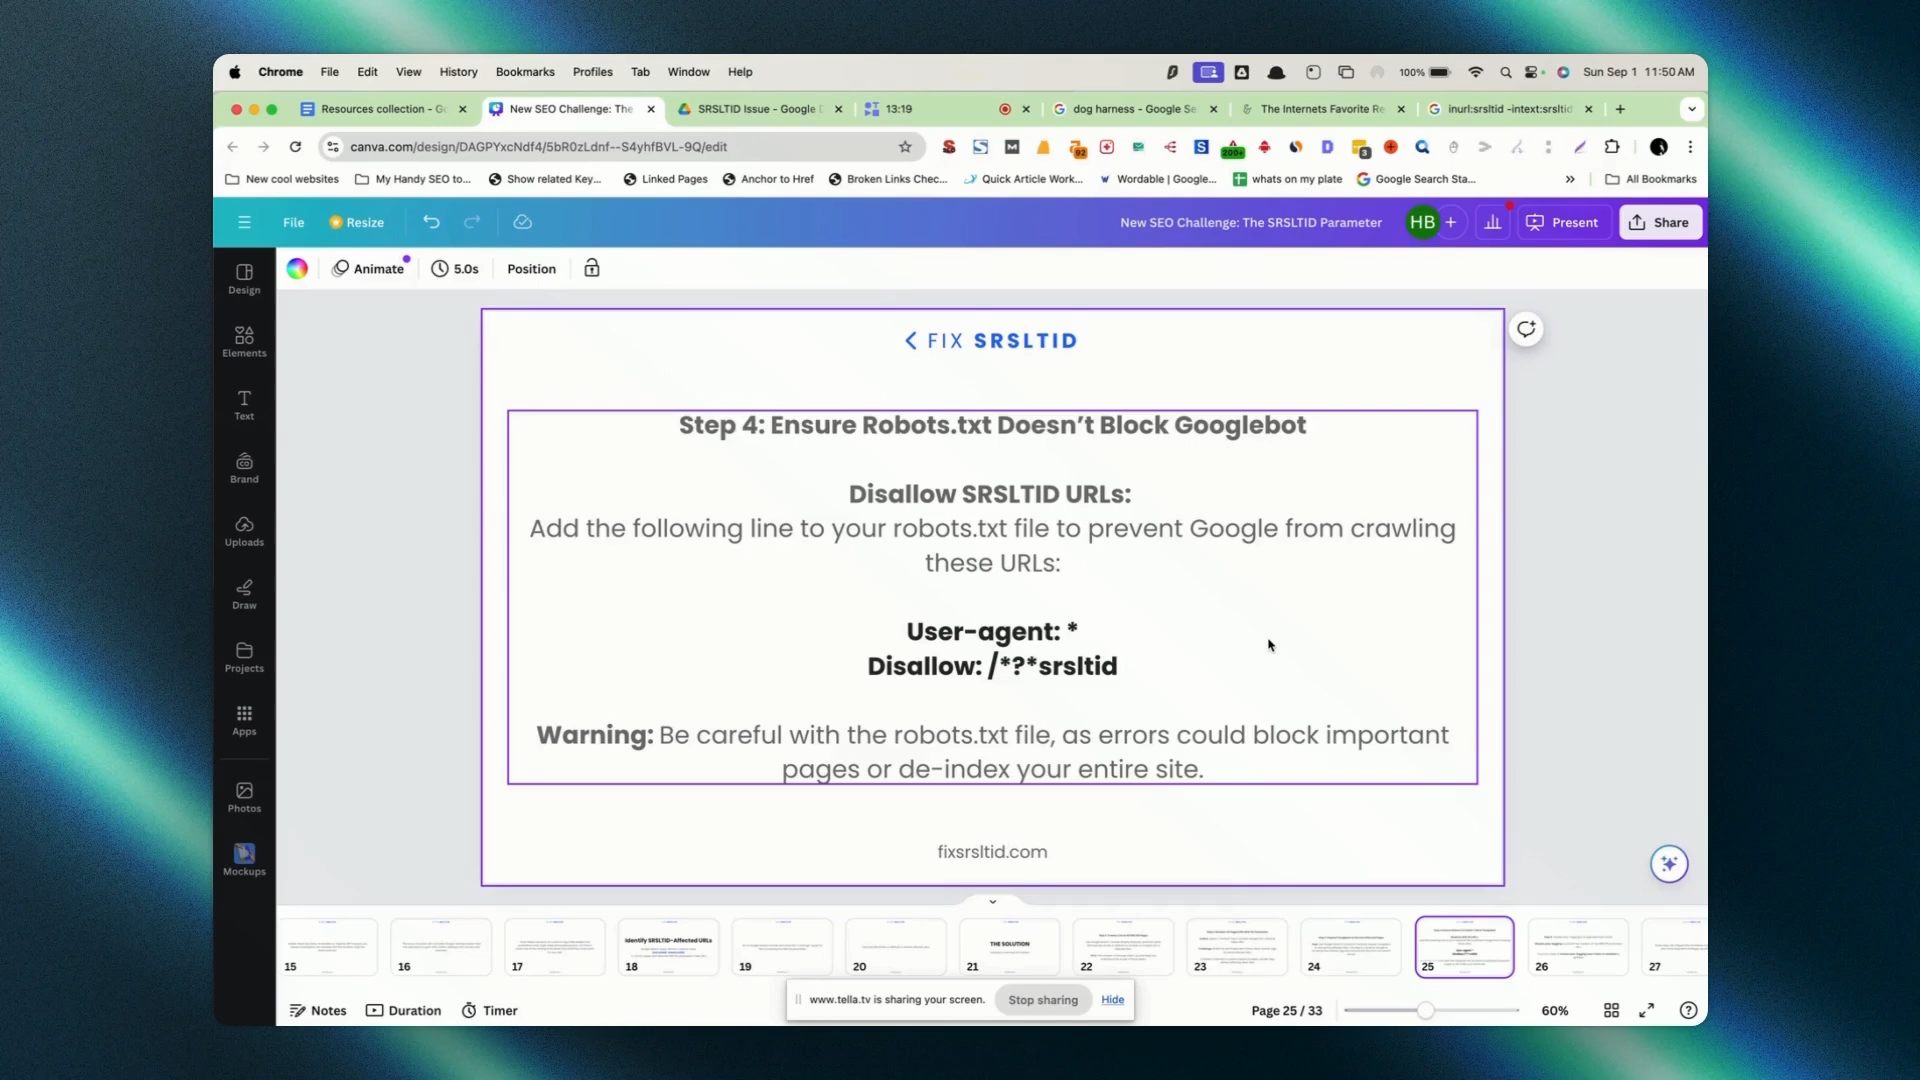 Chrome File Edit View History Bookmarks Profiles Tab Window Help 100% Sun Sep 1 11:50 AM
Resources collection - G New SEO Challenge: The SRSLTID Issue - Google D 13:19 dog harness - Google Se The Internets Favorite Re inurl:srsltid -intext:srsltid
canva.com/design/DAGPYxcNdf4/5bR0zLdnf--S4yhfBVL-9Q/edit
New cool websites My Handy SEO to... Show related Key... Linked Pages Anchor to Href Broken Links Chec... Quick Article Work... Wordable | Google... whats on my plate Google Search Sta... » All Bookmarks
File Resize New SEO Challenge: The SRSLTID Parameter HB + Present Share
Animate 5.0s Position
Design
Elements
Text
Brand
Uploads
Draw
Projects
Apps
Photos
Mockups
FIX SRSLTID
Step 4: Ensure Robots.txt Doesn’t Block Googlebot
Disallow SRSLTID URLs:
Add the following line to your robots.txt file to prevent Google from crawling
these URLs:
User-agent: *
Disallow: /*?*srsltid
Warning: Be careful with the robots.txt file, as errors could block important
pages or de-index your entire site.
fixsrsltid.com
Identify SRSLTID-Affected URLs
THE SOLUTION
15 16 17 18 19 20 21 22 23 24 25 26 27
www.tella.tv is sharing your screen. Stop sharing Hide
Notes Duration Timer Page 25 / 33 60%